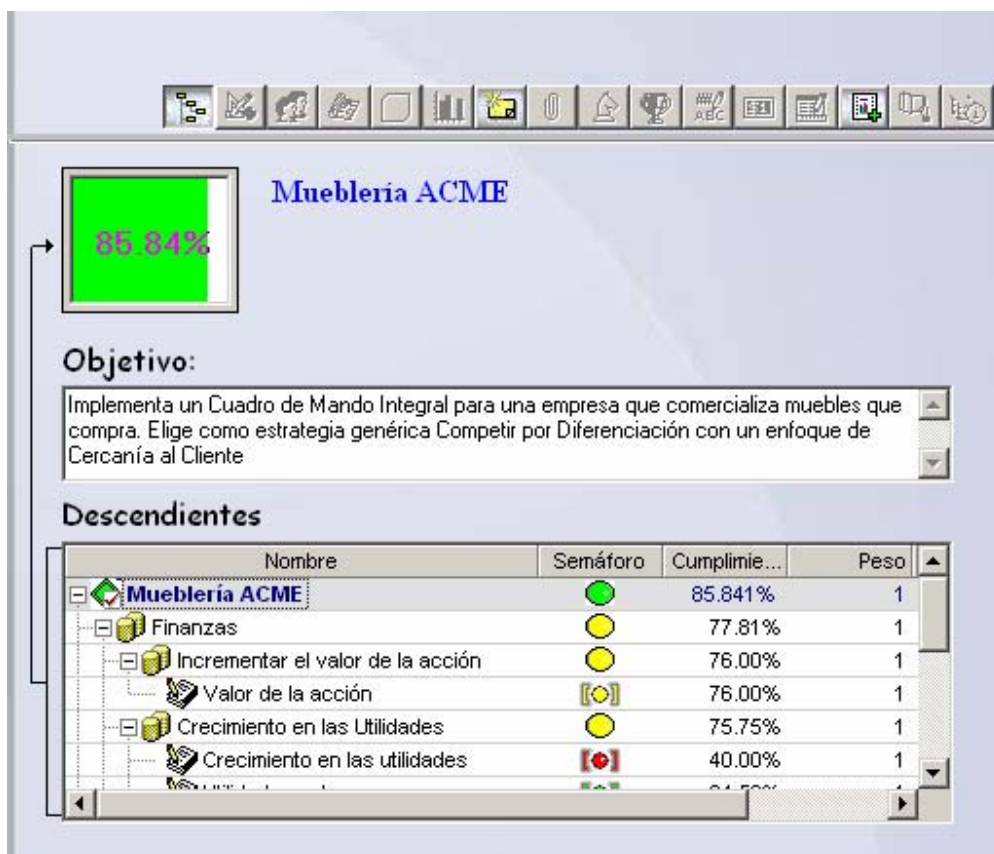 ABC
Mueblería ACME
85.84%
Objetivo:
Implementa un Cuadro de Mando Integral para una empresa que comercializa muebles que
compra. Elige como estrategia genérica Competir por Diferenciación con un enfoque de
Cercanía al Cliente
Descendientes
Nombre Semáforo Cumplimie... Peso
Mueblería ACME 85.841% 1
Finanzas 77.81% 1
Incrementar el valor de la acción 76.00% 1
Valor de la acción 76.00% 1
Crecimiento en las Utilidades 75.75% 1
Crecimiento en las utilidades 40.00% 1